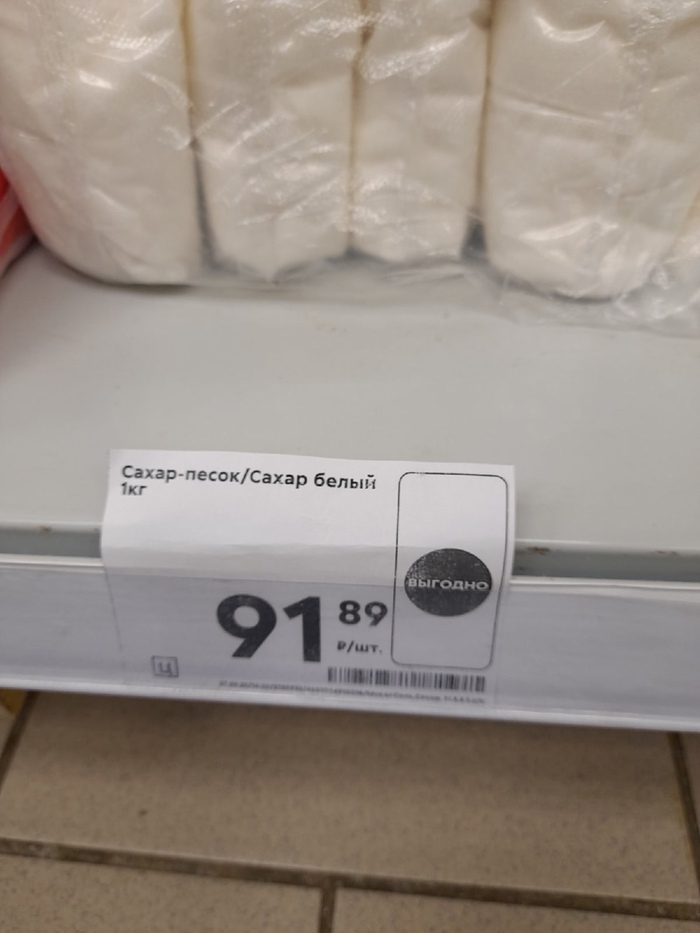 Сахар-песок/Сахар белый
1кг
ВЫГОДНО
91 89
₽/шт.
Ц